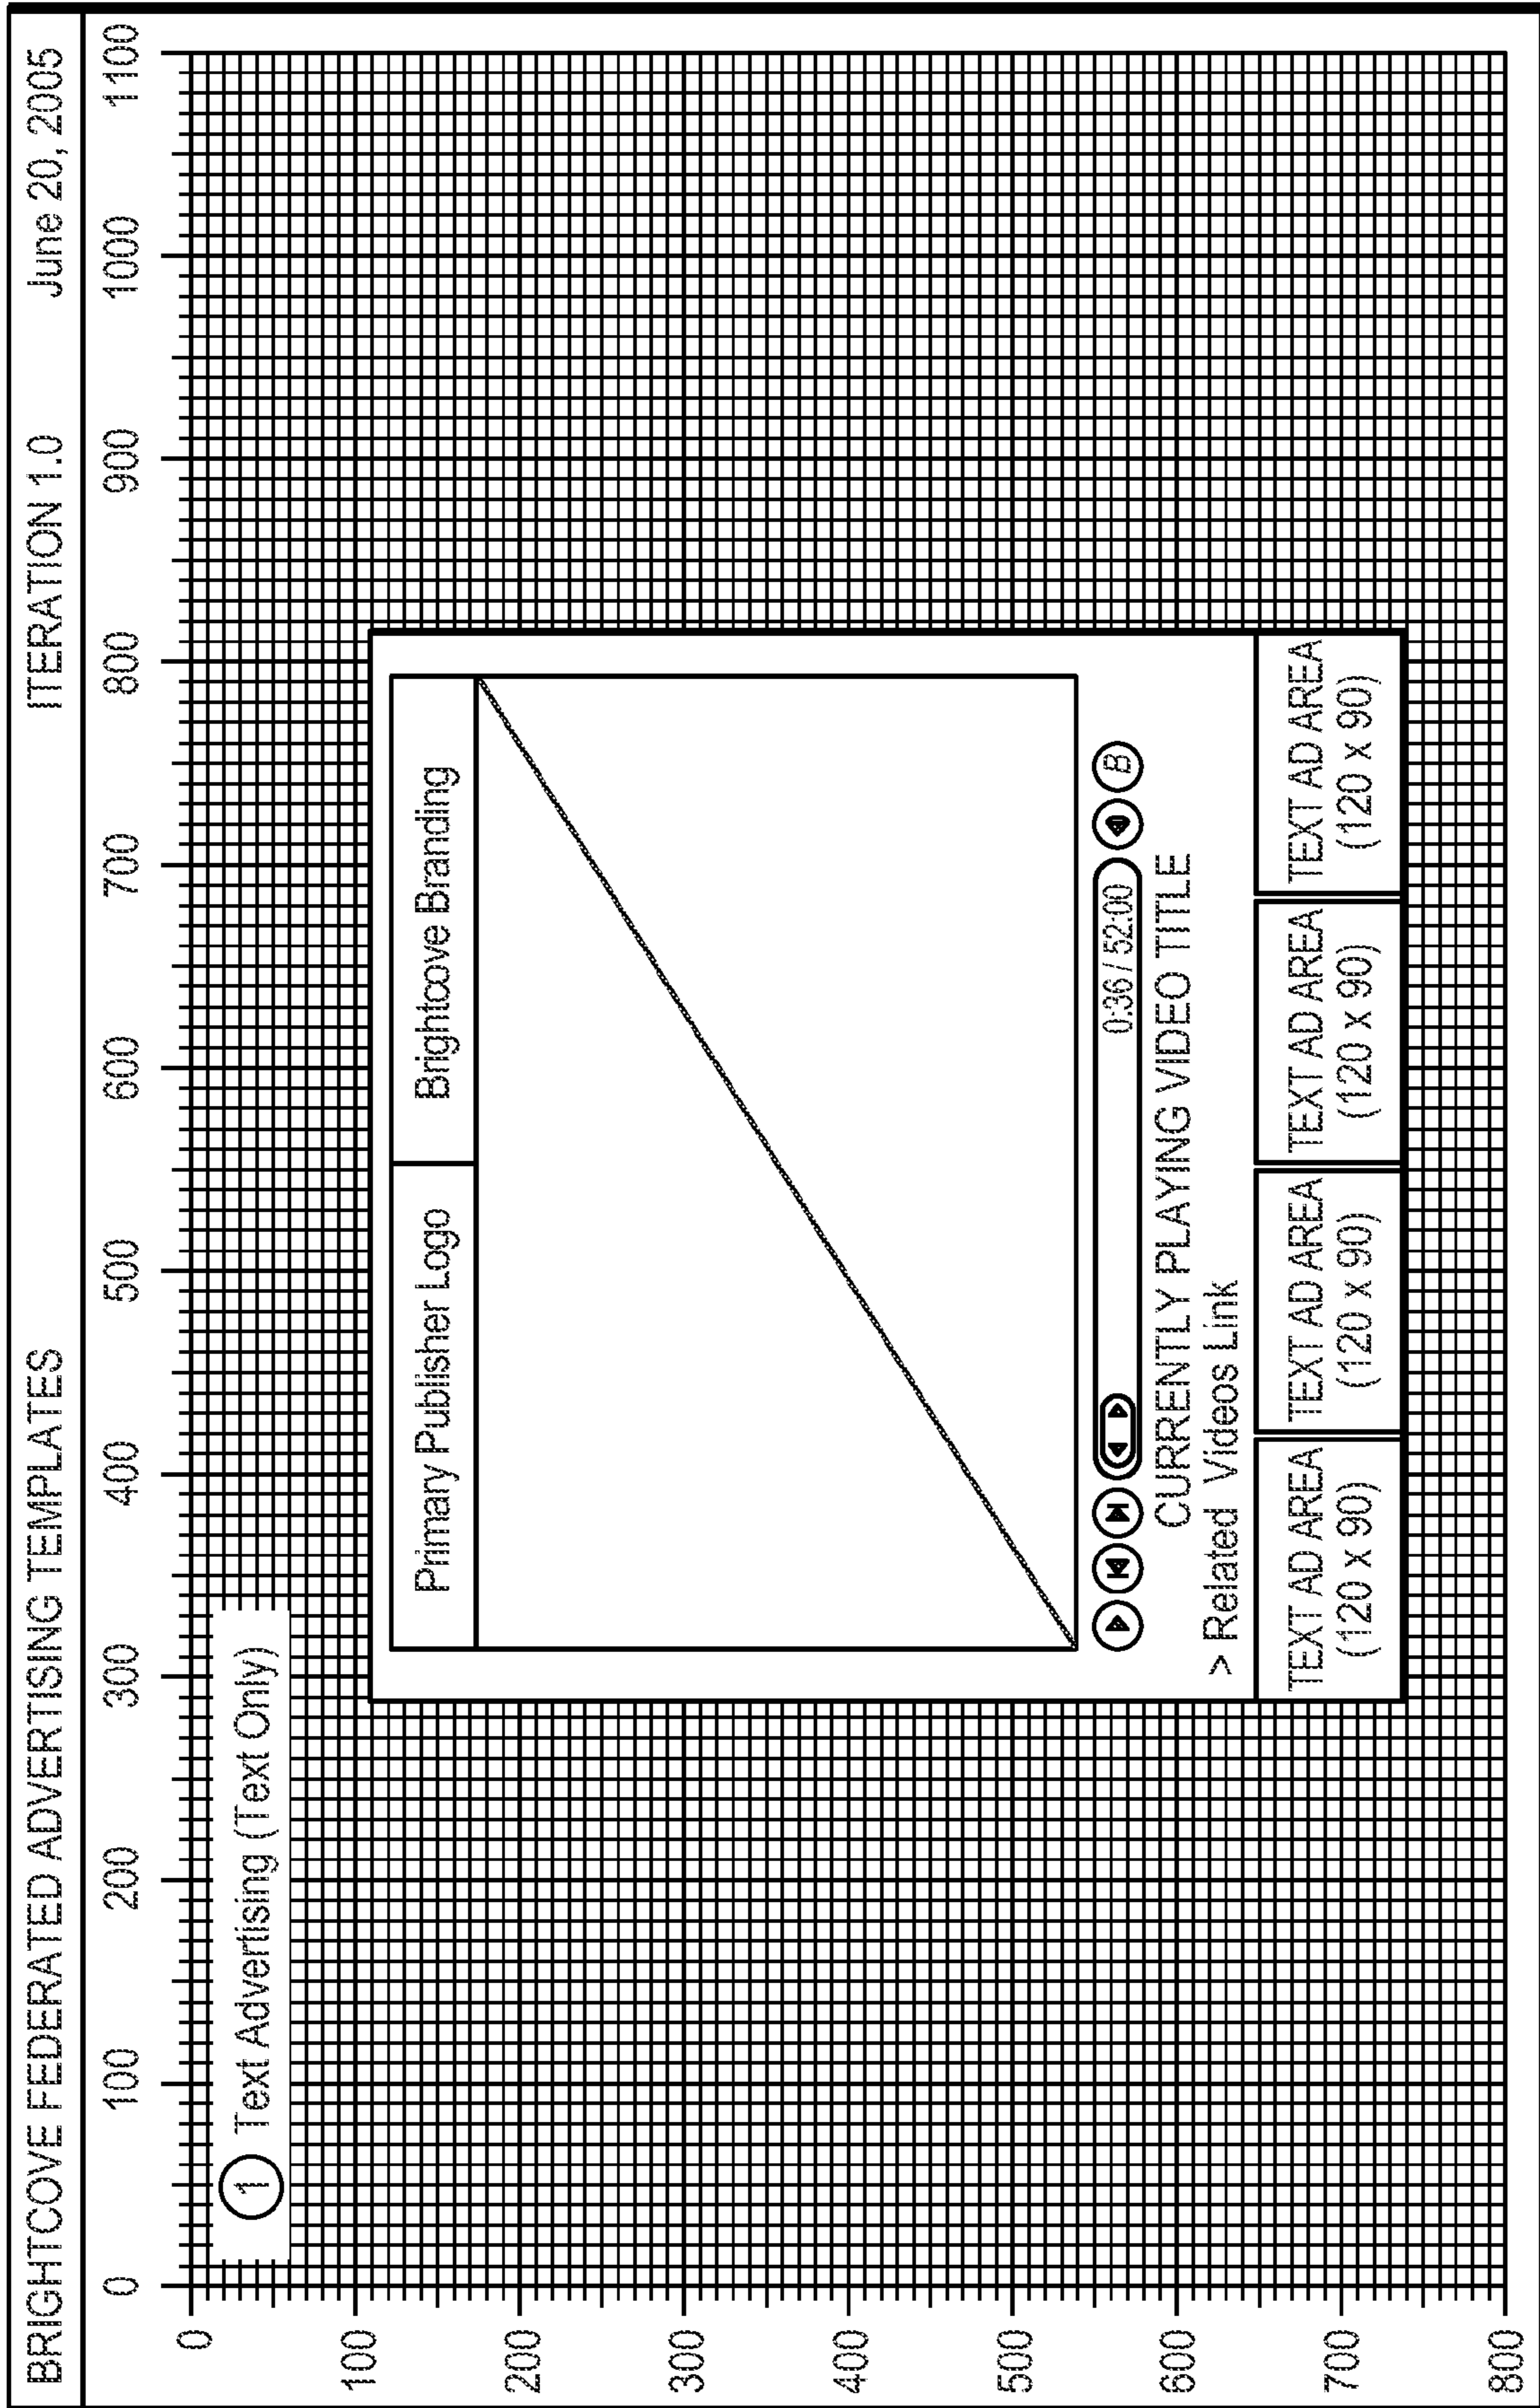 BRIGHTCOVE FEDERATED ADVERTISING TEMPLATES ITERATION 1.0 June 20, 2005
0 100 200 300 400 500 600 700 800 900 1000 1100
0
100
200
300
400
500
600
700
800
1 Text Advertising (Text Only)
Primary Publisher Logo Brightcove Branding
0:36 / 52:00 B
CURRENTLY PLAYING VIDEO TITLE
> Related Videos Link
TEXT AD AREA TEXT AD AREA TEXT AD AREA TEXT AD AREA
(120 x 90) (120 x 90) (120 x 90) (120 x 90)